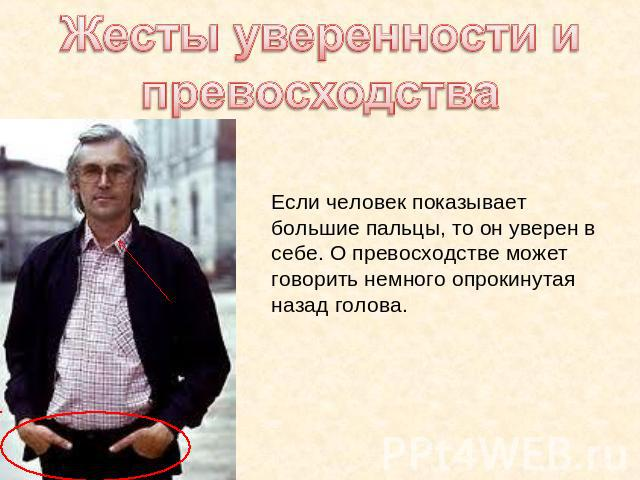 Жесты уверенности и
превосходства
Если человек показывает
большие пальцы, то он уверен в
себе. О превосходстве может
говорить немного опрокинутая
назад голова.
PPt4WEB.ru